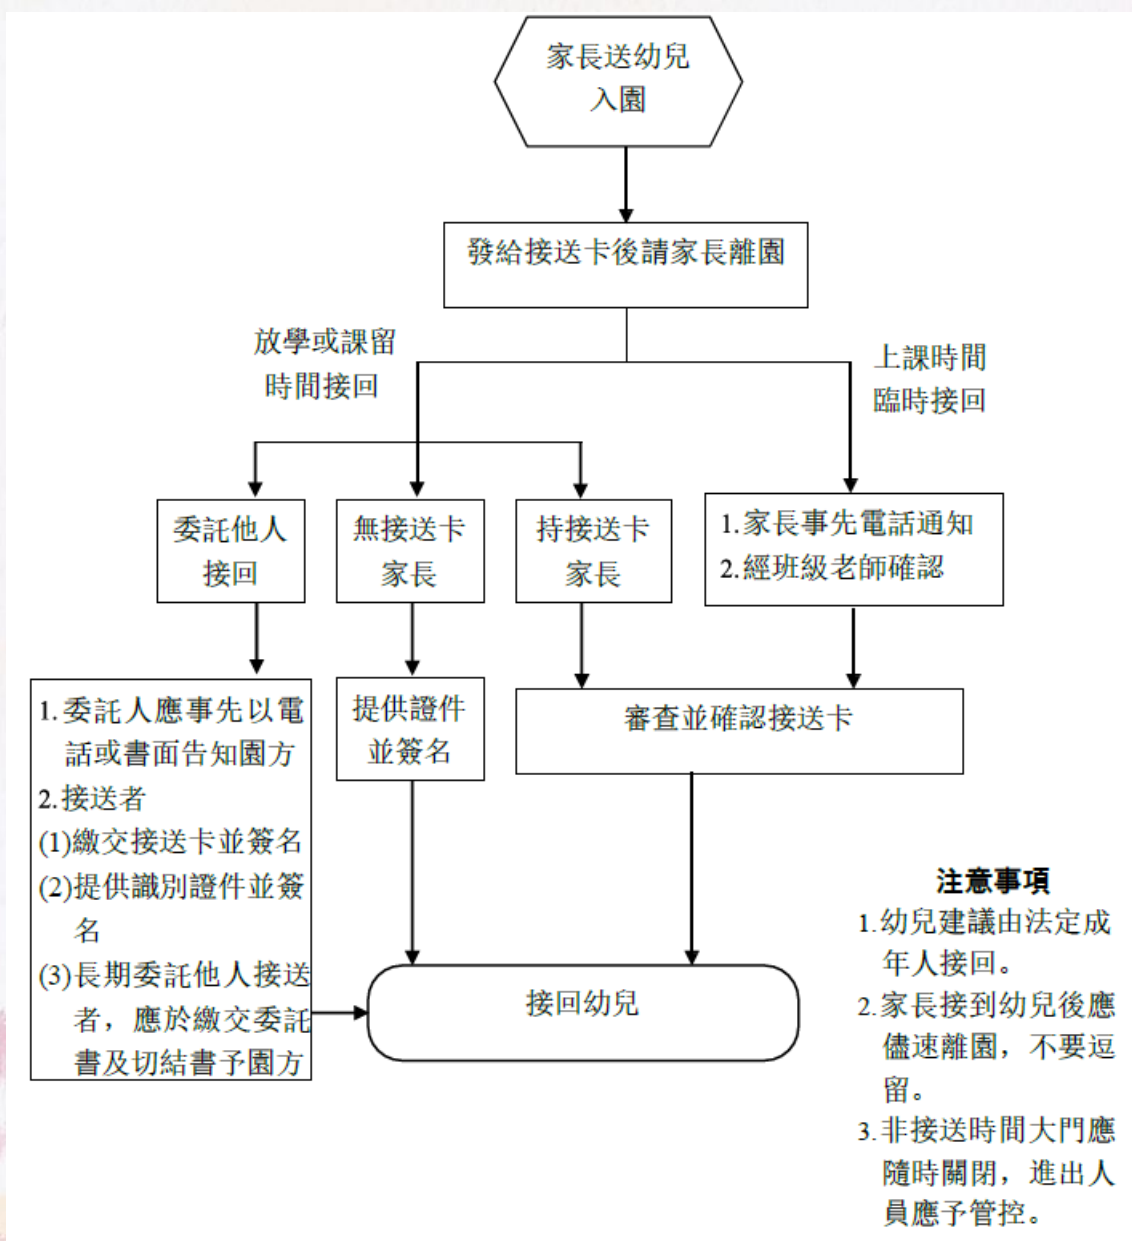 家長送幼兒
入園
發給接送卡後請家長離園
放學或課留
時間接回
上課時間
臨時接回
委託他人
接回
無接送卡
家長
持接送卡
家長
1.家長事先電話通知
2.經班級老師確認
1.委託人應事先以電
話或書面告知園方
2.接送者
(1)繳交接送卡並簽名
(2)提供識別證件並簽
名
(3)長期委託他人接送
者，應於繳交委託
書及切結書予園方
提供證件
並簽名
審查並確認接送卡
接回幼兒
注意事項
1.幼兒建議由法定成
年人接回。
2.家長接到幼兒後應
儘速離園，不要逗
留。
3.非接送時間大門應
隨時關閉，進出人
員應予管控。